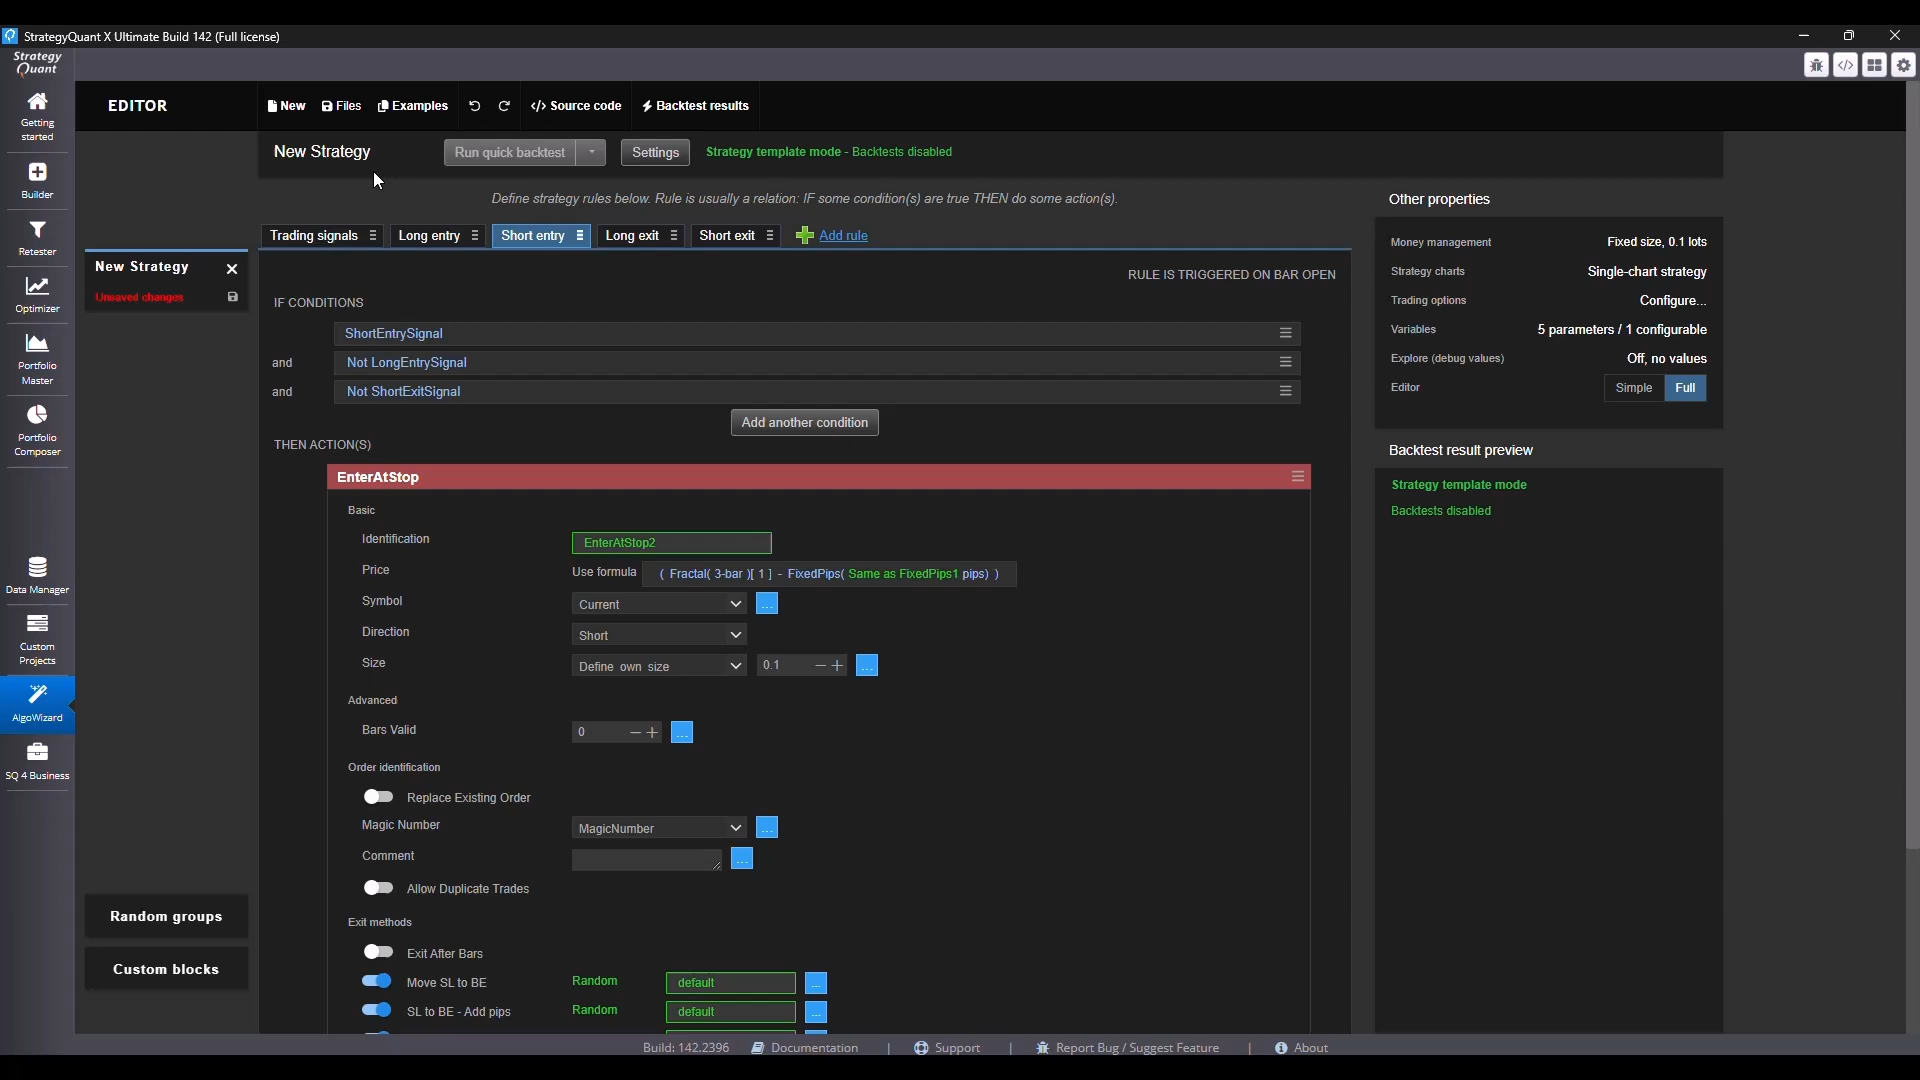 StrategyQuant X Ultimate Build 142 (Full license)
Strategy Quant
EDITOR
New Files Examples Source code Backtest results
Getting started
Builder
Retester
Optimizer
Portfolio Master
Portfolio Composer
Data Manager
Custom Projects
AlgoWizard
SQ 4 Business
New Strategy
Unsaved changes
Random groups
Custom blocks
New Strategy Run quick backtest Settings Strategy template mode - Backtests disabled
Define strategy rules below. Rule is usually a relation: IF some condition(s) are true THEN do some action(s).
Trading signals Long entry Short entry Long exit Short exit Add rule
RULE IS TRIGGERED ON BAR OPEN
IF CONDITIONS
ShortEntrySignal
and Not LongEntrySignal
and Not ShortExitSignal
Add another condition
THEN ACTION(S)
EnterAtStop
Basic
Identification EnterAtStop2
Price Use formula ( Fractal( 3-bar )[ 1 ] - FixedPips( Same as FixedPips1 pips) )
Symbol Current ...
Direction Short
Size Define own size 0.1 ...
Advanced
Bars Valid 0 ...
Order identification
Replace Existing Order
Magic Number MagicNumber ...
Comment ...
Allow Duplicate Trades
Exit methods
Exit After Bars
Move SL to BE Random default ...
SL to BE - Add pips Random default ...
Other properties
Money management Fixed size, 0.1 lots
Strategy charts Single-chart strategy
Trading options Configure...
Variables 5 parameters / 1 configurable
Explore (debug values) Off, no values
Editor Simple Full
Backtest result preview
Strategy template mode
Backtests disabled
Build: 142.2396 Documentation | Support | Report Bug / Suggest Feature | About